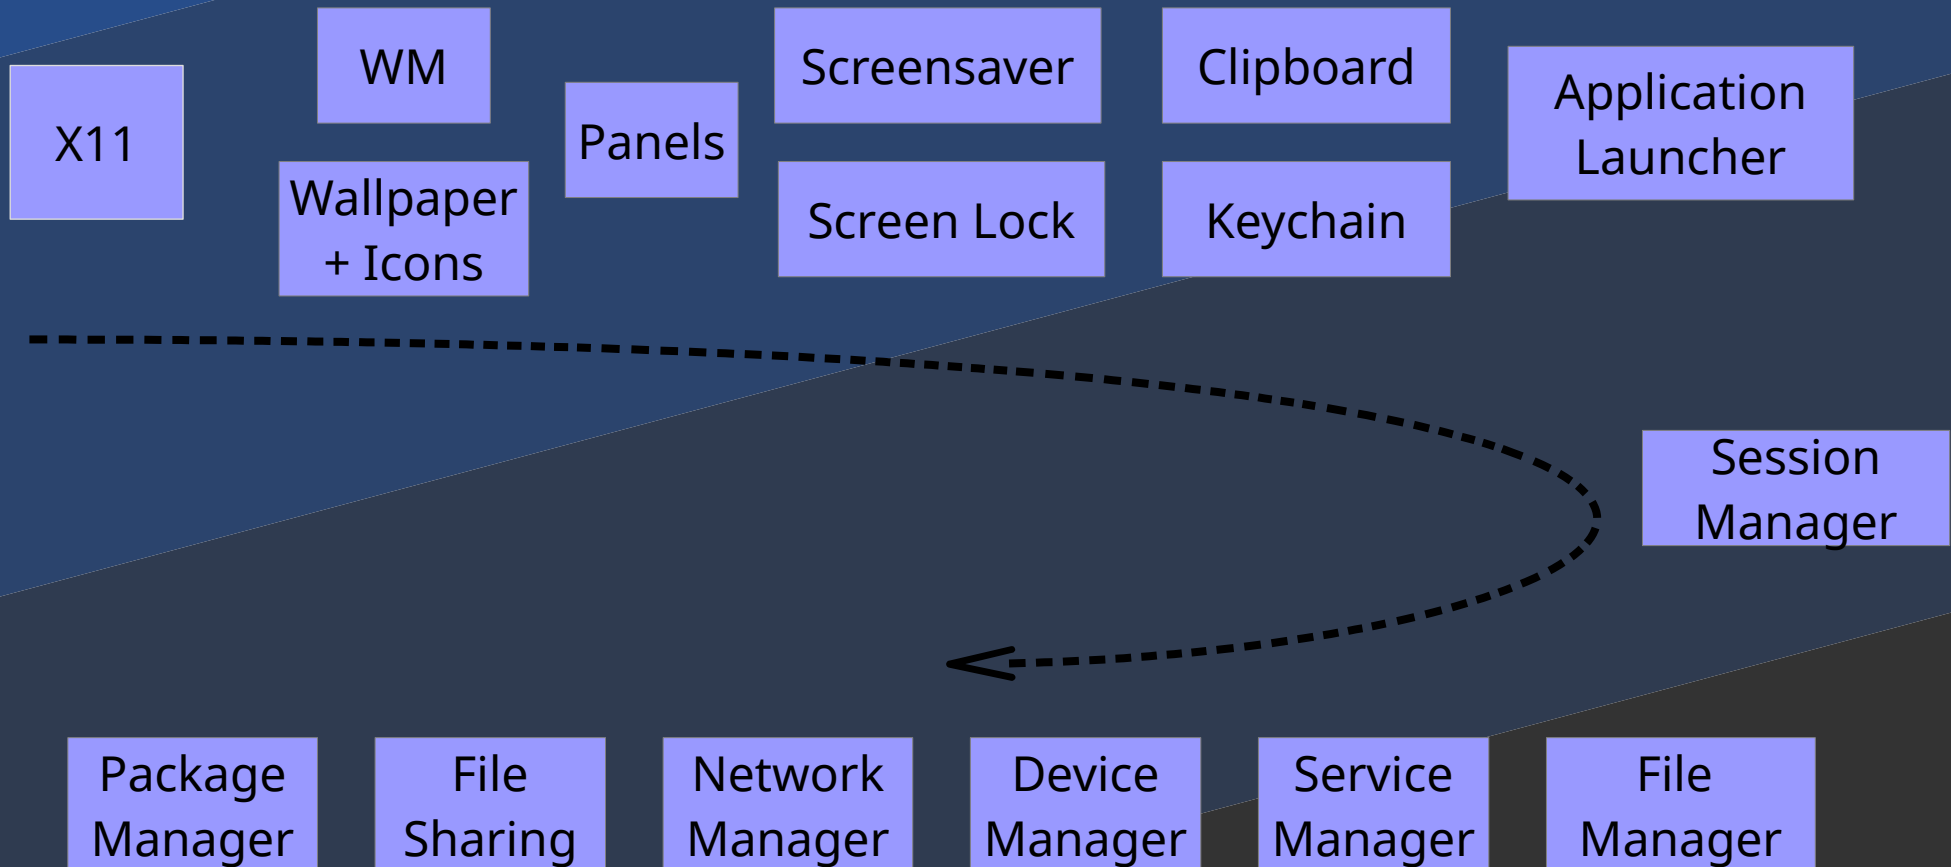 X11
WM
Wallpaper
+ Icons
Panels
Screensaver
Screen Lock
Clipboard
Keychain
Application
Launcher
Session
Manager
Package
Manager
File
Sharing
Network
Manager
Device
Manager
Service
Manager
File
Manager